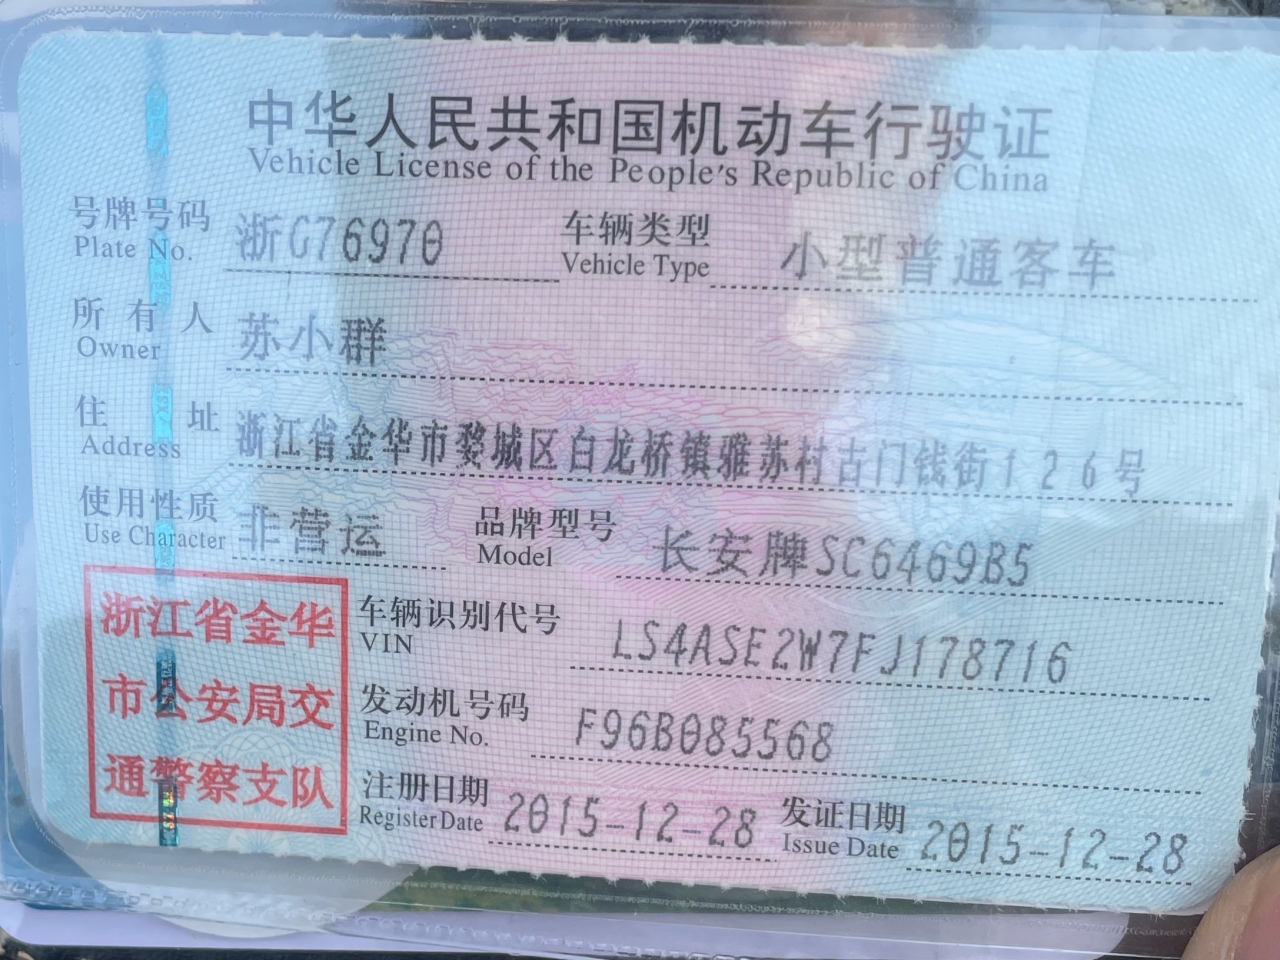 中华人民共和国机动车行驶证
Vehicle License of the People's Republic of China
号牌号码 浙G76970 车辆类型 小型普通客车
Plate No. Vehicle Type
所有人 苏小群
Owner
住址 浙江省金华市婺城区白龙桥镇雅苏村古门钱街126号
Address
使用性质 非营运 品牌型号 长安牌SC6469B5
Use Character Model
浙江省金华
市公安局交
通警察支队
车辆识别代号 LS4ASE2W7FJ178716
VIN
发动机号码 F96B085568
Engine No.
注册日期 2015-12-28 发证日期 2015-12-28
Register Date Issue Date